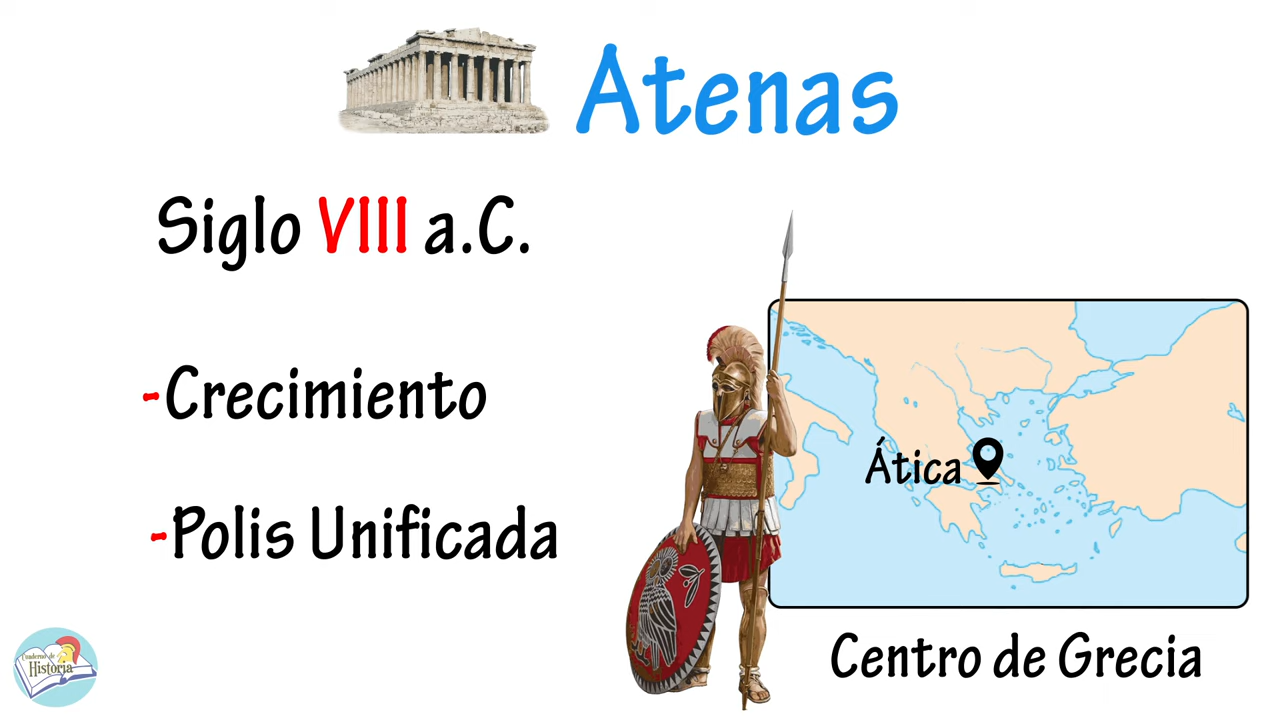 Atenas
Siglo VIII a.C.
-Crecimiento
-Polis Unificada
Ática
Centro de Grecia
Cuaderno de
Historia